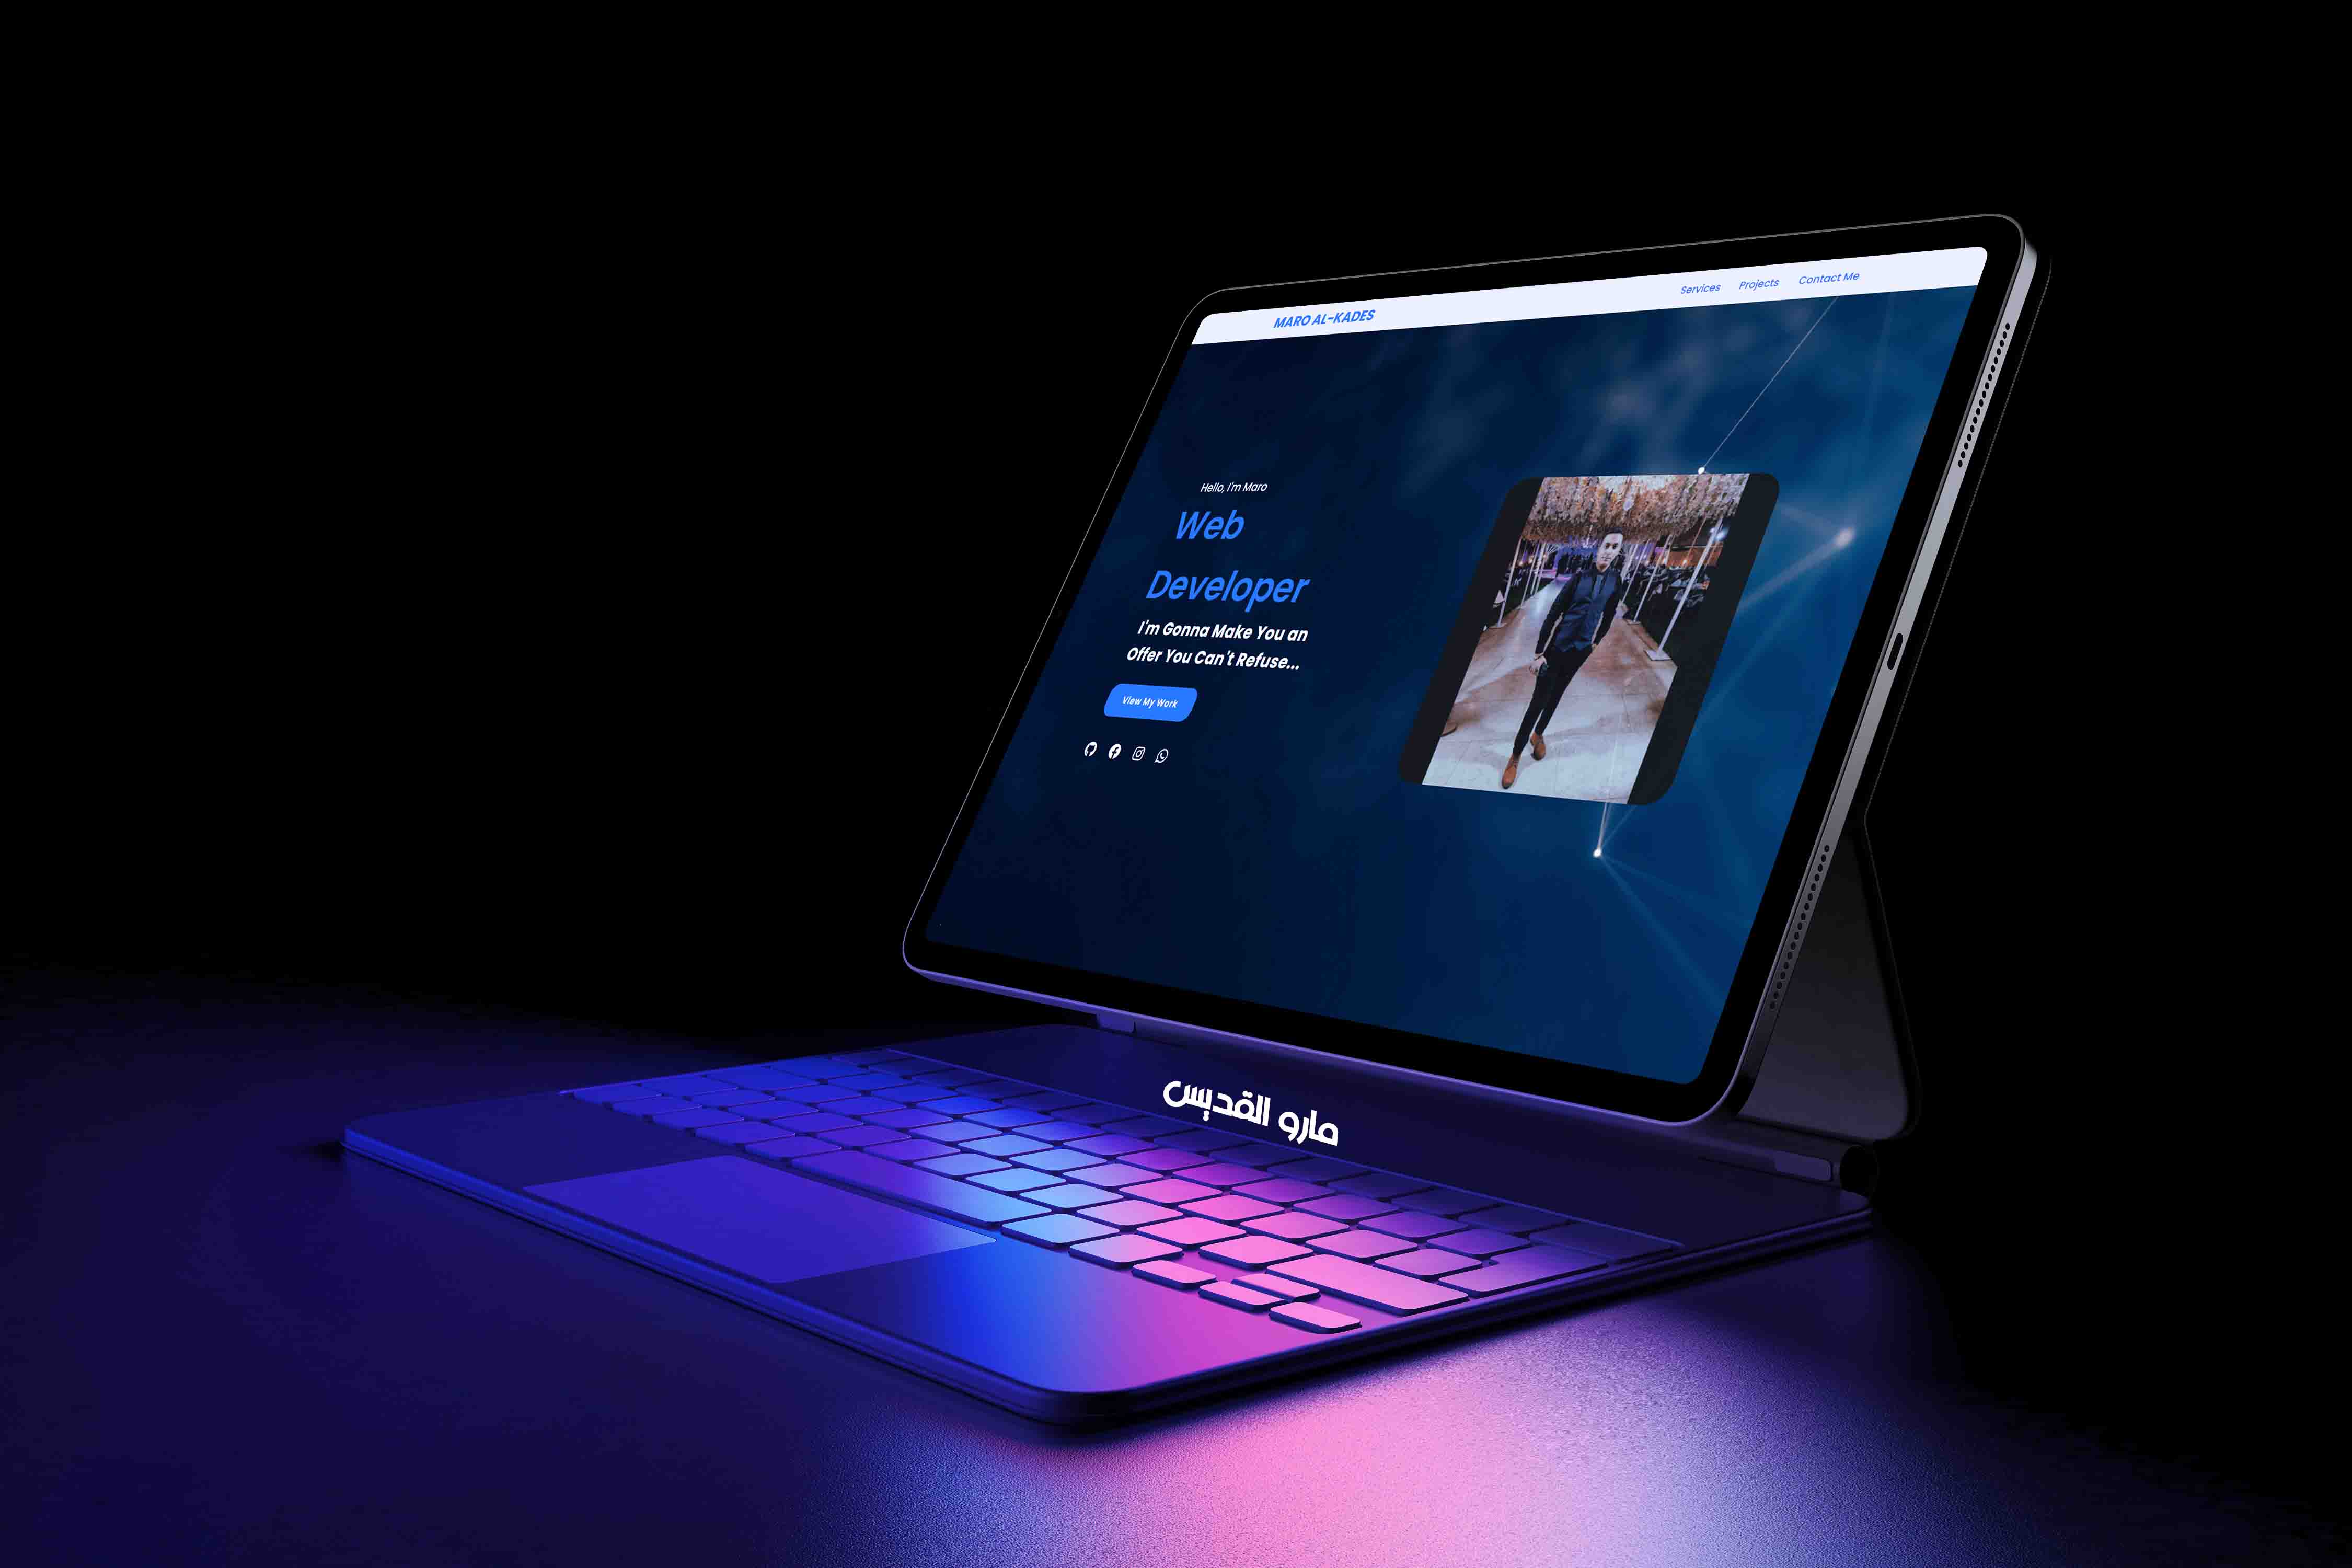 MARO AL-KADES
Services
Projects
Contact Me
Hello, I'm Maro
Web
Developer
I'm Gonna Make You an
Offer You Can't Refuse...
View My Work
مارو القديس